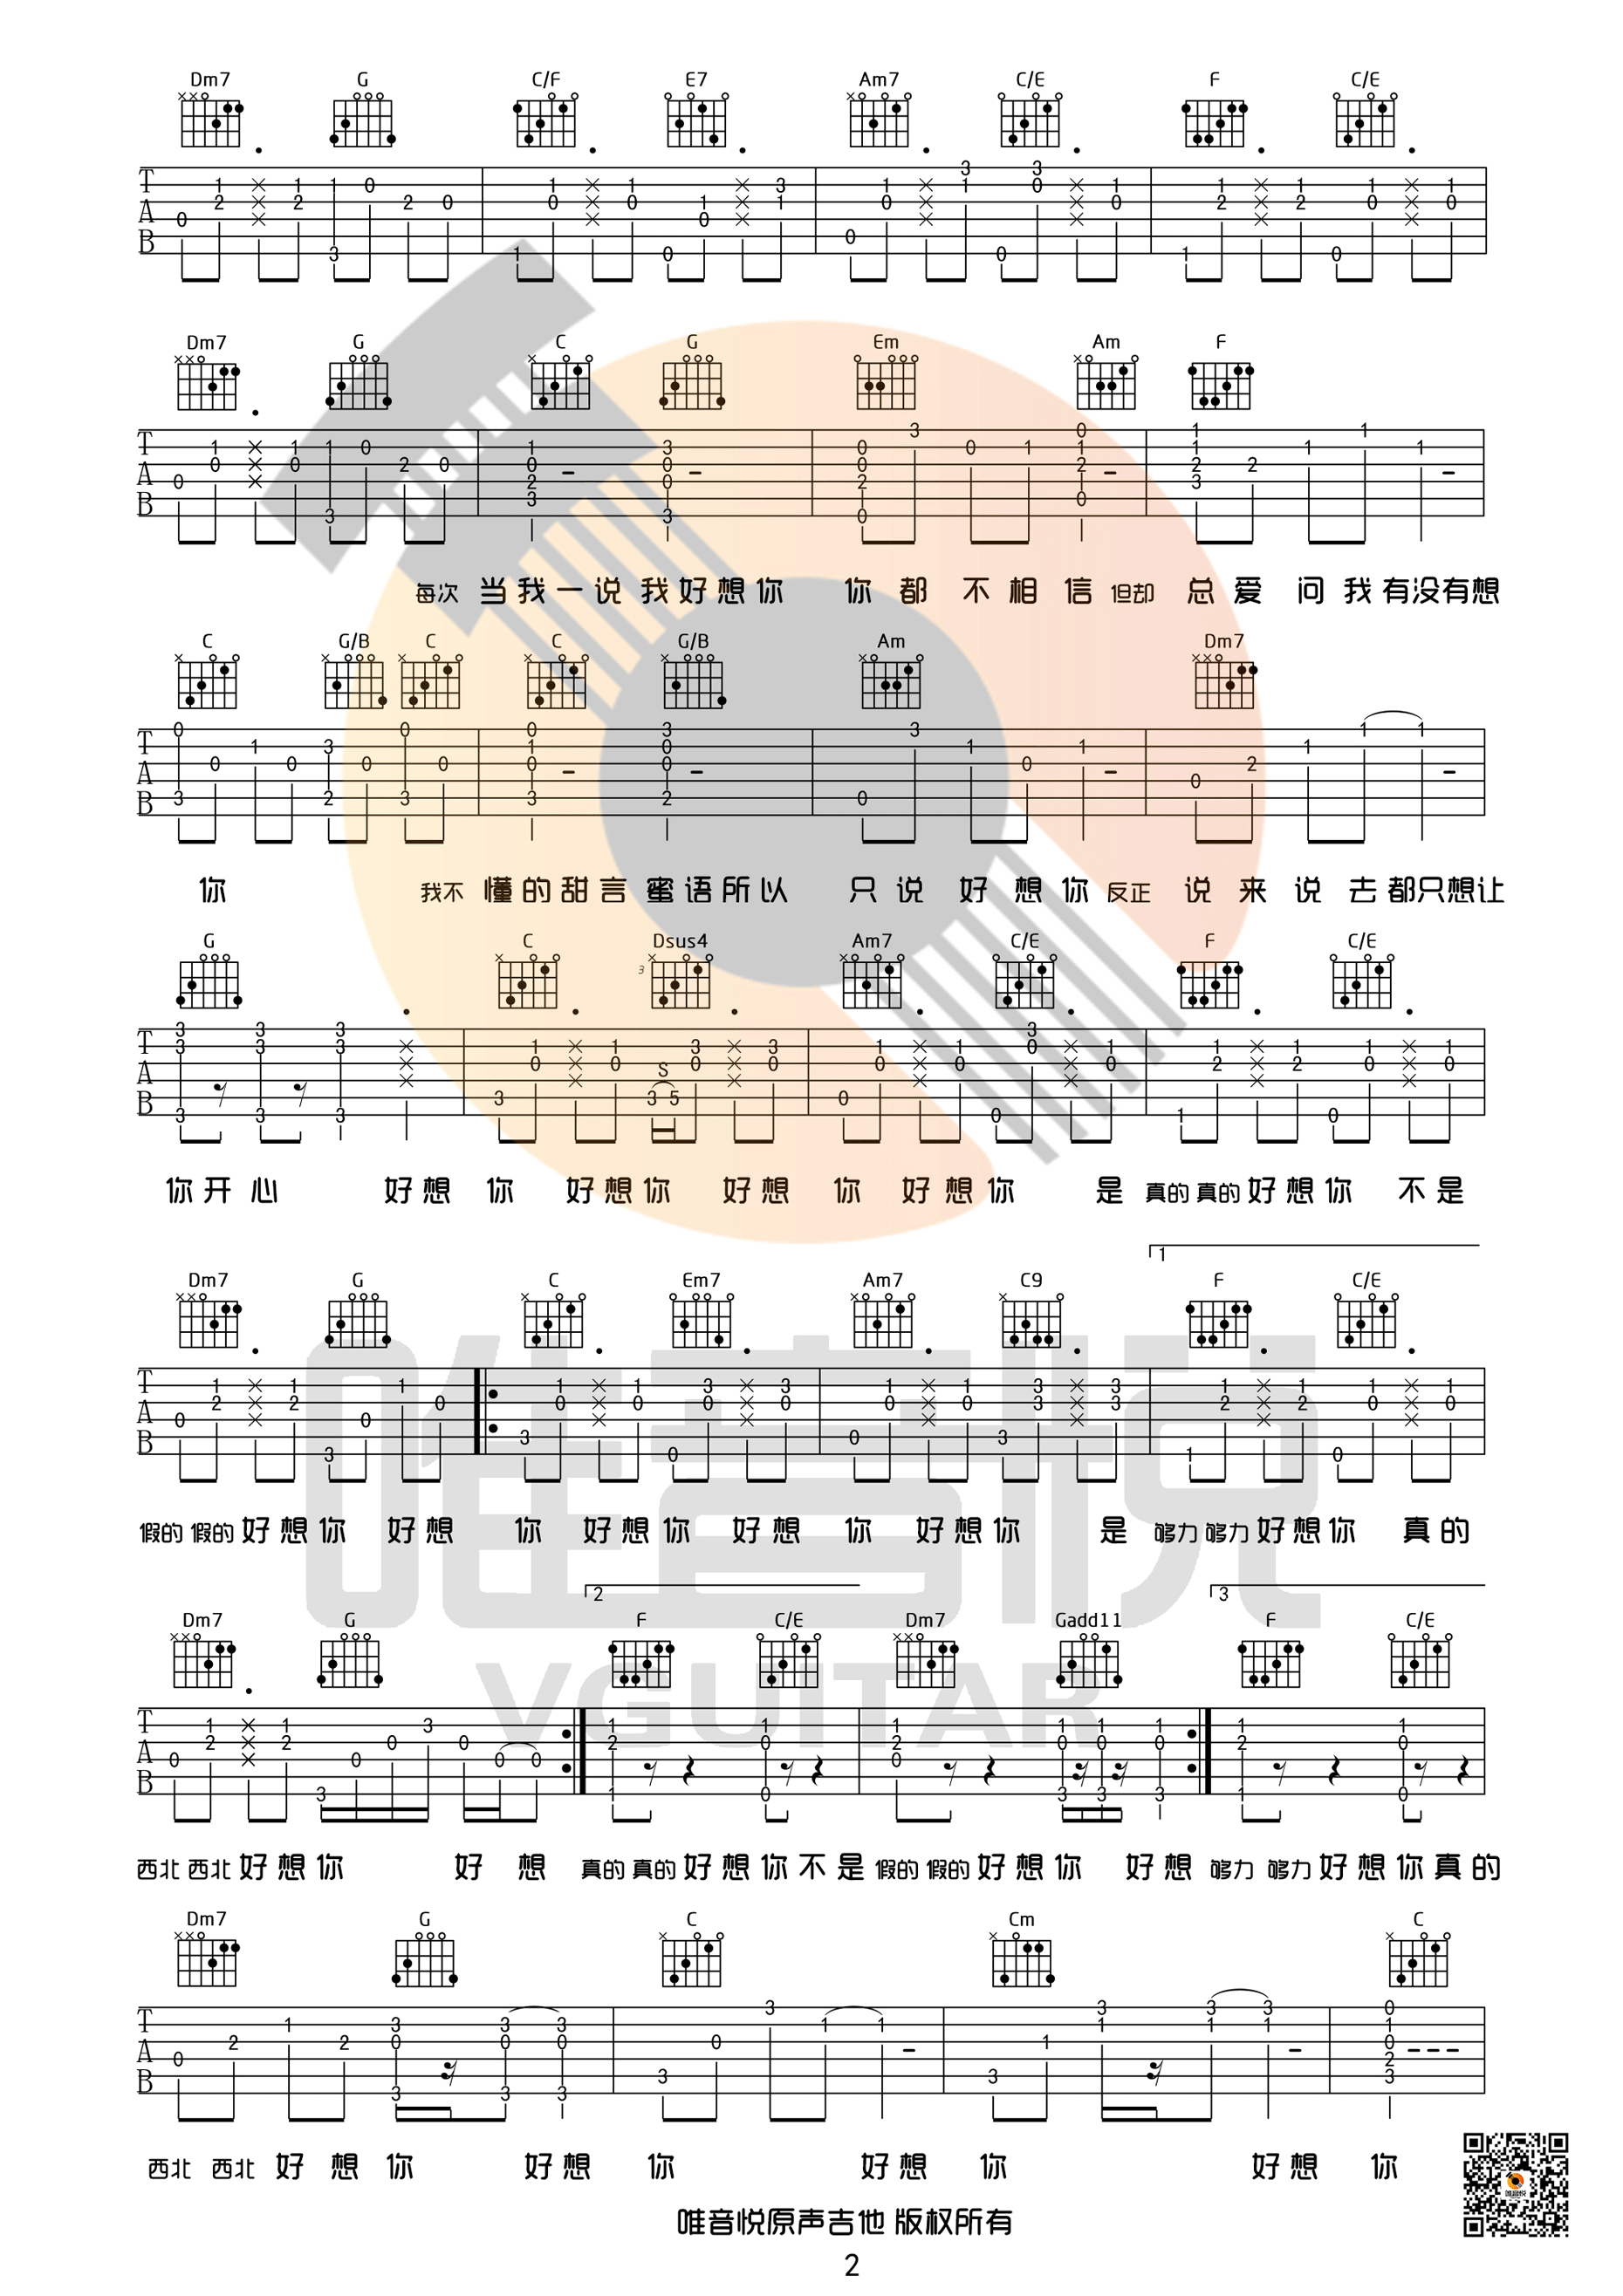 Dm7 G C/F E7 Am7 C/E F C/E
Dm7 G C G Em Am F
每次 当我一说我好想你 你都不相信 但却 总爱问我有没有想
C G/B C C G/B Am Dm7
你 我不 懂的甜言蜜语所以 只说好想你 反正 说来说去都只想让
G C Dsus4 Am7 C/E F C/E
3
S
你开心 好想你 好想你 好想你 好想你 是 真的 真的 好想你 不是
1
Dm7 G C Em7 Am7 C9 F C/E
假的 假的 好想你 好想 你 好想你 好想 你 好想你 是 够力 够力 好想你 真的
2 3
Dm7 G F C/E Dm7 Gadd11 F C/E
西北 西北 好想你 好想 真的 真的 好想你不是 假的 假的 好想你 好想 够力 够力 好想你真的
Dm7 G C Cm C
西北 西北 好想你 好想 你 好想 你 好想 你
唯音悦
VGUITAR
唯音悦原声吉他 版权所有
2